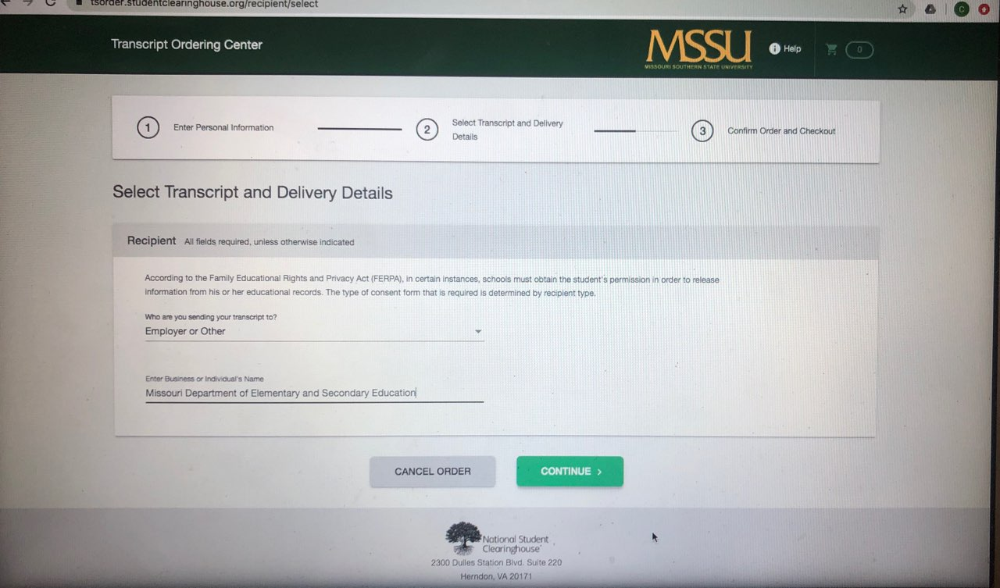 tsorder.studentclearinghouse.org/recipient/select
C
Transcript Ordering Center
MSSU
MISSOURI SOUTHERN STATE UNIVERSITY
i Help
0
1 Enter Personal Information
2 Select Transcript and Delivery
Details
3 Confirm Order and Checkout
Select Transcript and Delivery Details
Recipient All fields required, unless otherwise indicated
According to the Family Educational Rights and Privacy Act (FERPA), in certain instances, schools must obtain the student's permission in order to release
information from his or her educational records. The type of consent form that is required is determined by recipient type.
Who are you sending your transcript to?
Employer or Other
Enter Business or Individual's Name
Missouri Department of Elementary and Secondary Education
CANCEL ORDER
CONTINUE >
National Student
Clearinghouse
2300 Dulles Station Blvd. Suite 220
Herndon, VA 20171